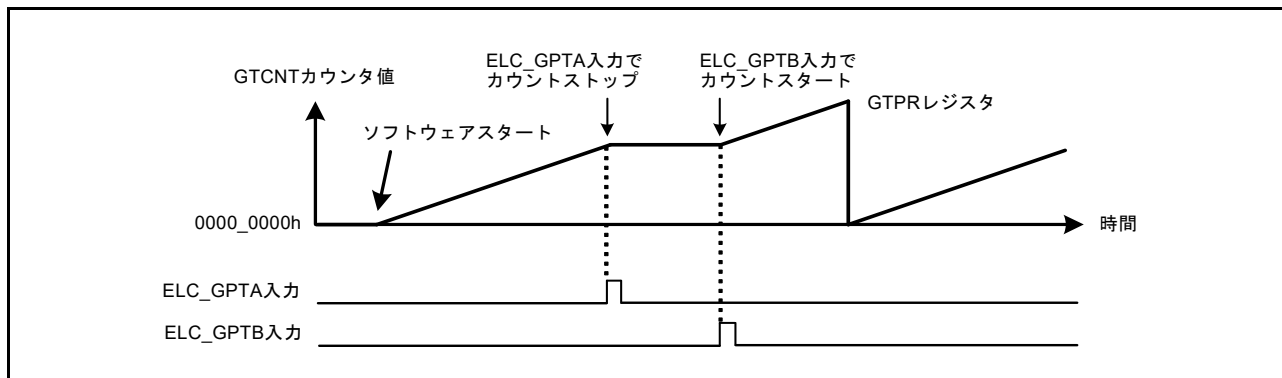 ELC_GPTA入力で
カウントストップ
ELC_GPTB入力で
カウントスタート
GTCNTカウンタ値
GTPRレジスタ
ソフトウェアスタート
0000_0000h
時間
ELC_GPTA入力
ELC_GPTB入力